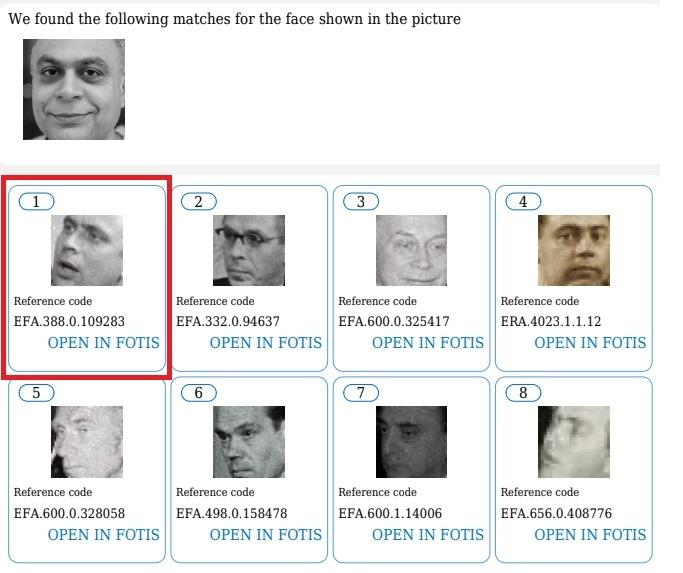 We found the following matches for the face shown in the picture
1
Reference code
EFA.388.0.109283
OPEN IN FOTIS
2
Reference code
EFA.332.0.94637
OPEN IN FOTIS
3
Reference code
EFA.600.0.325417
OPEN IN FOTIS
4
Reference code
ERA.4023.1.1.12
OPEN IN FOTIS
5
Reference code
EFA.600.0.328058
OPEN IN FOTIS
6
Reference code
EFA.498.0.158478
OPEN IN FOTIS
7
Reference code
EFA.600.1.14006
OPEN IN FOTIS
8
Reference code
EFA.656.0.408776
OPEN IN FOTIS